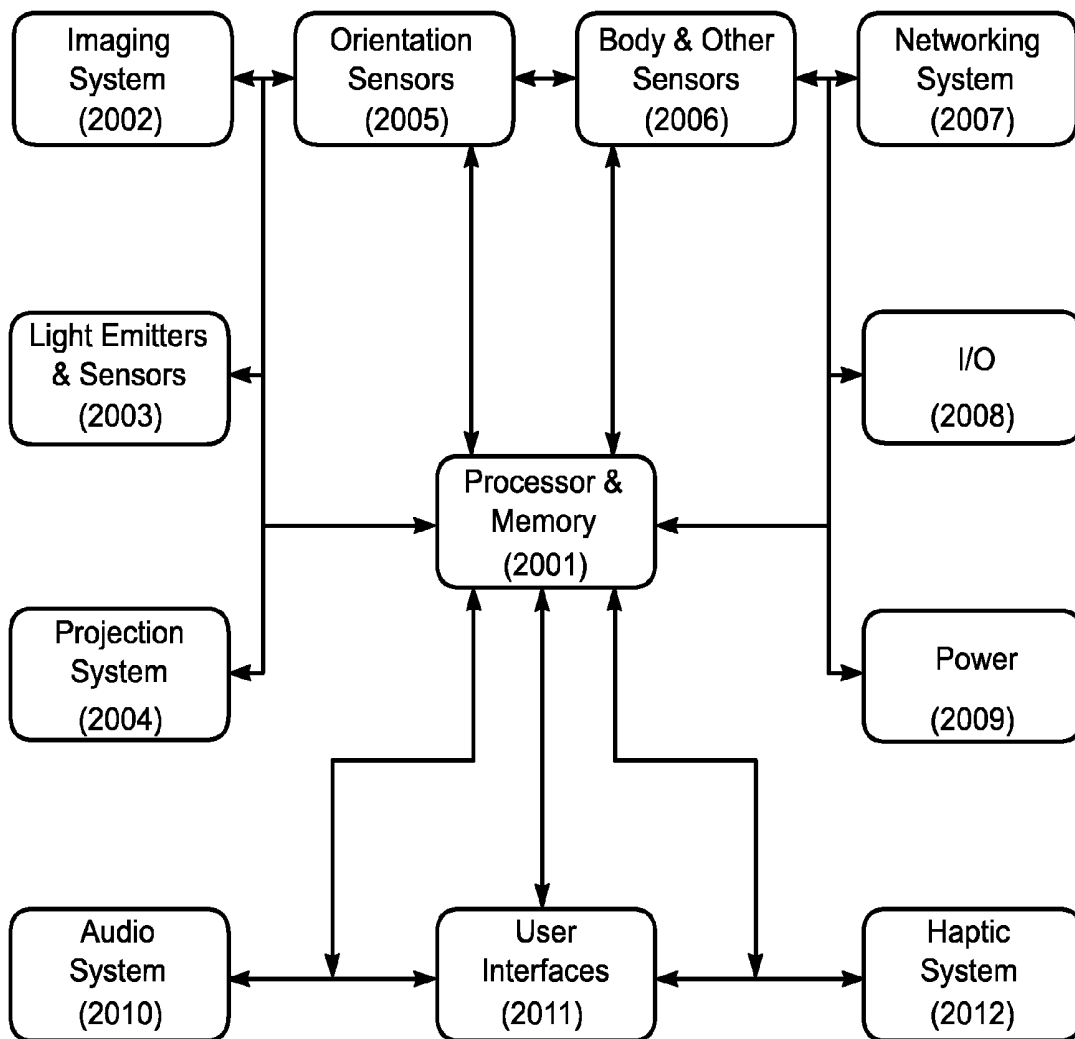 Imaging
System
(2002)
Orientation
Sensors
(2005)
Body & Other
Sensors
(2006)
Networking
System
(2007)
Light Emitters
& Sensors
(2003)
I/O
(2008)
Processor &
Memory
(2001)
Projection
System
(2004)
Power
(2009)
Audio
System
(2010)
User
Interfaces
(2011)
Haptic
System
(2012)